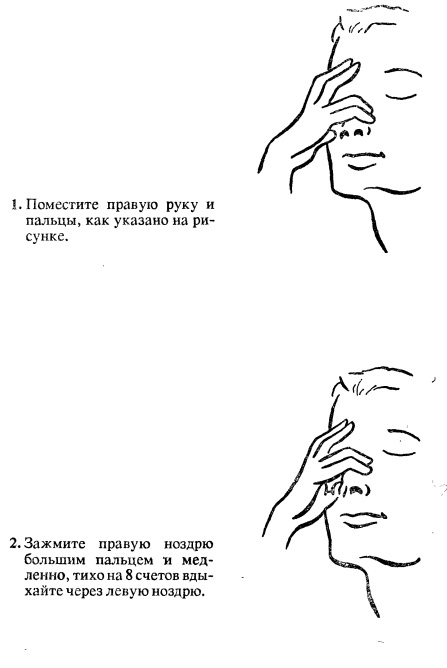 1. Поместите правую руку и
пальцы, как указано на ри-
сунке.
2. Зажмите правую ноздрю
большим пальцем и мед-
ленно, тихо на 8 счетов вды-
хайте через левую ноздрю.